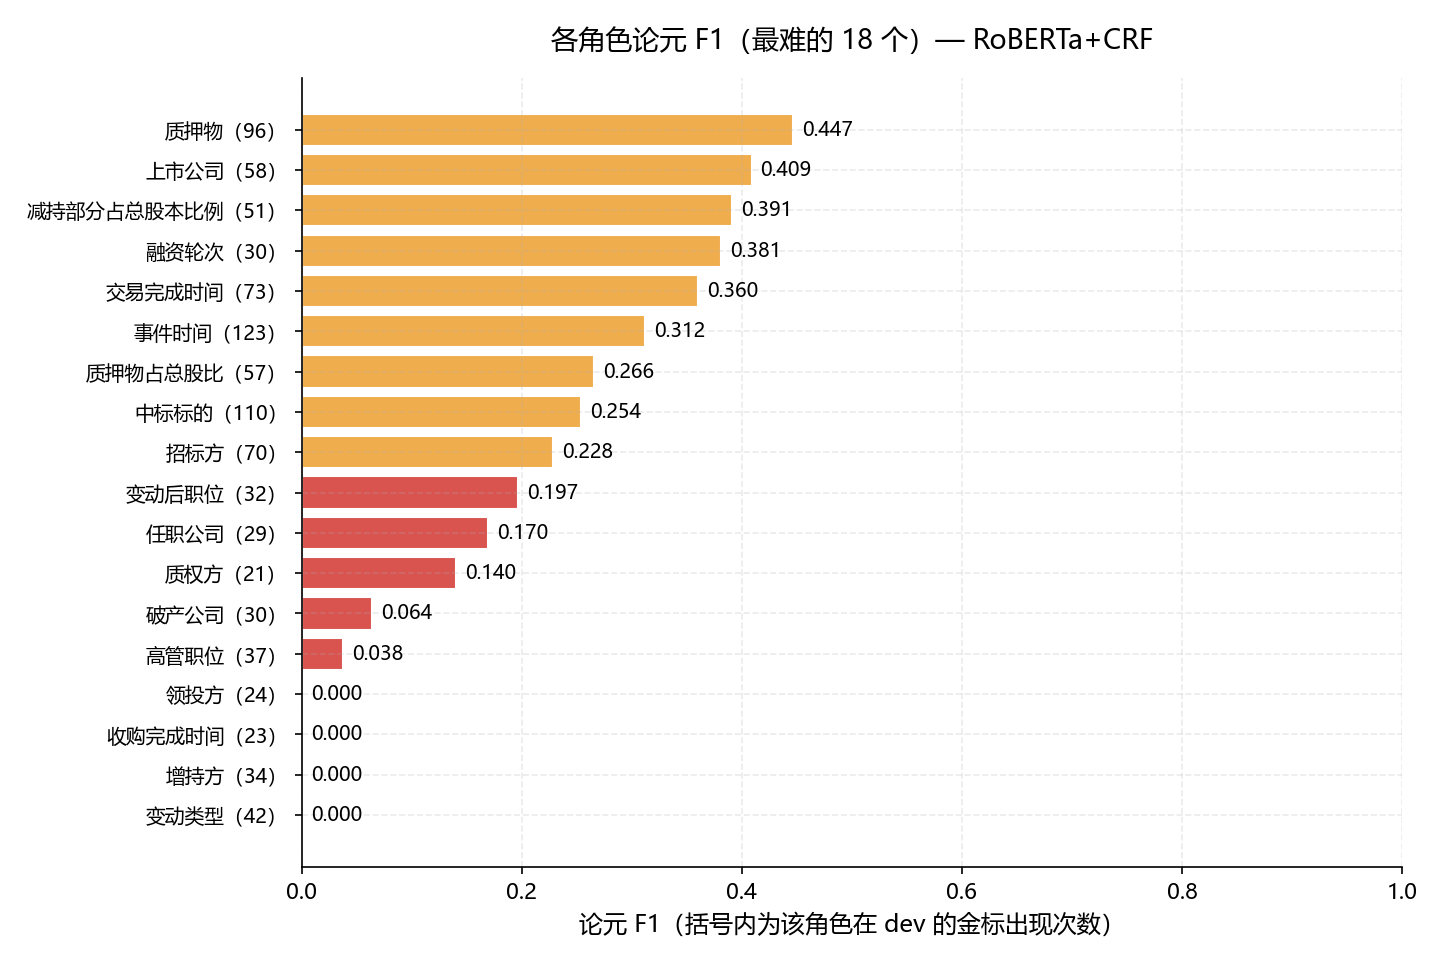 各角色论元 F1（最难的 18 个）— RoBERTa+CRF
质押物（96） 0.447
上市公司（58） 0.409
减持部分占总股本比例（51） 0.391
融资轮次（30） 0.381
交易完成时间（73） 0.360
事件时间（123） 0.312
质押物占总股比（57） 0.266
中标标的（110） 0.254
招标方（70） 0.228
变动后职位（32） 0.197
任职公司（29） 0.170
质权方（21） 0.140
破产公司（30） 0.064
高管职位（37） 0.038
领投方（24） 0.000
收购完成时间（23） 0.000
增持方（34） 0.000
变动类型（42） 0.000
0.0 0.2 0.4 0.6 0.8 1.0
论元 F1（括号内为该角色在 dev 的金标出现次数）